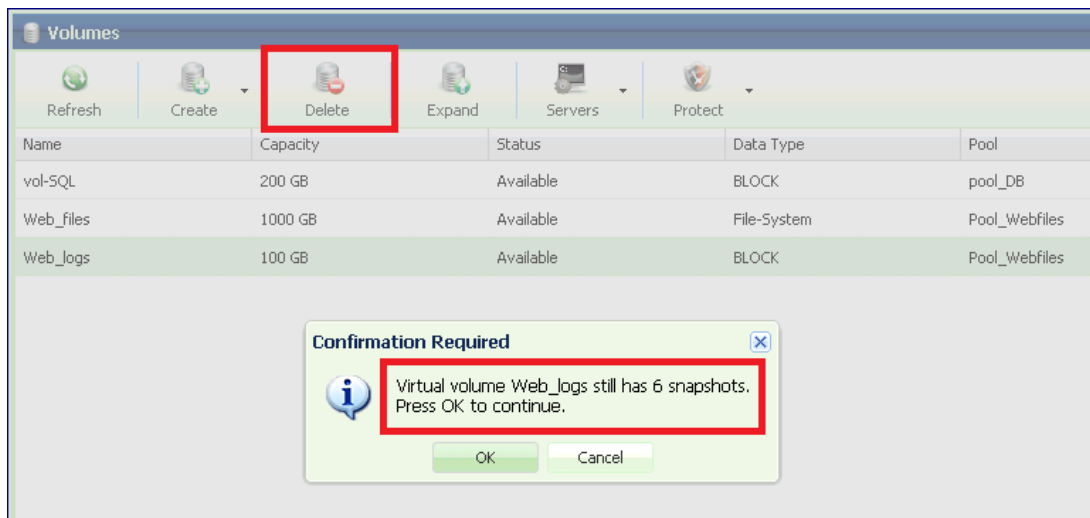 Volumes
Refresh Create Delete Expand Servers Protect
Name Capacity Status Data Type Pool
vol-SQL 200 GB Available BLOCK pool_DB
Web_files 1000 GB Available File-System Pool_Webfiles
Web_logs 100 GB Available BLOCK Pool_Webfiles
Confirmation Required
Virtual volume Web_logs still has 6 snapshots.
Press OK to continue.
OK Cancel